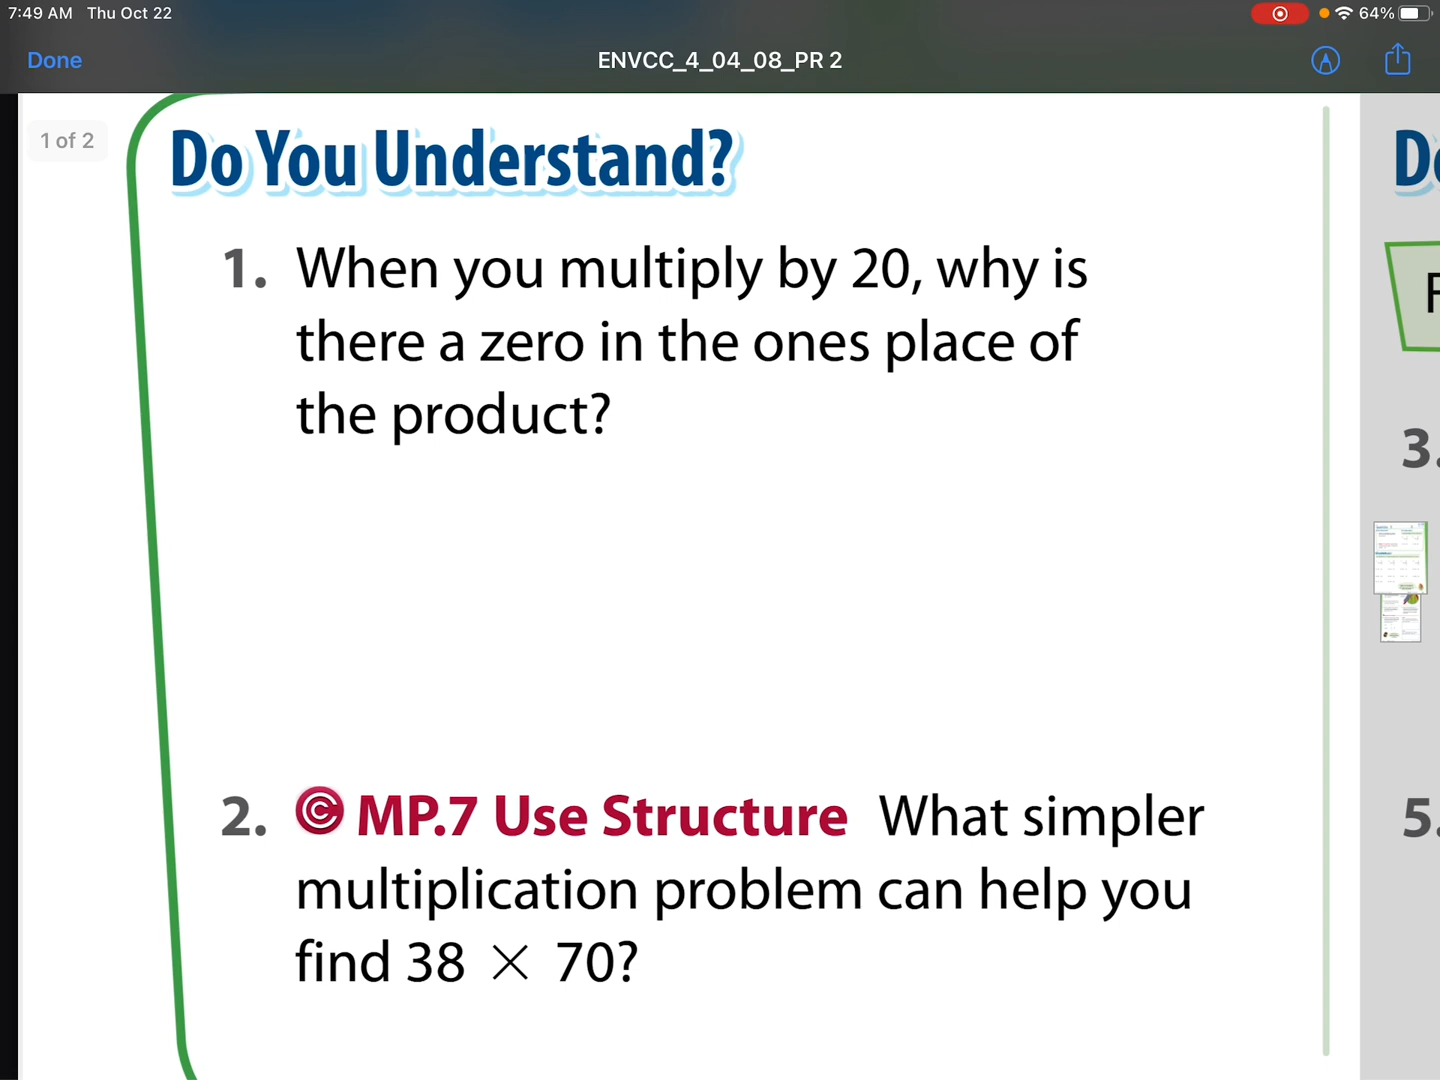 7:49 AM Thu Oct 22
64%
Done
ENVCC_4_04_08_PR 2
1 of 2
Do You Understand?
1. When you multiply by 20, why is
there a zero in the ones place of
the product?
2. © MP.7 Use Structure What simpler
multiplication problem can help you
find 38 × 70?
3.
5.